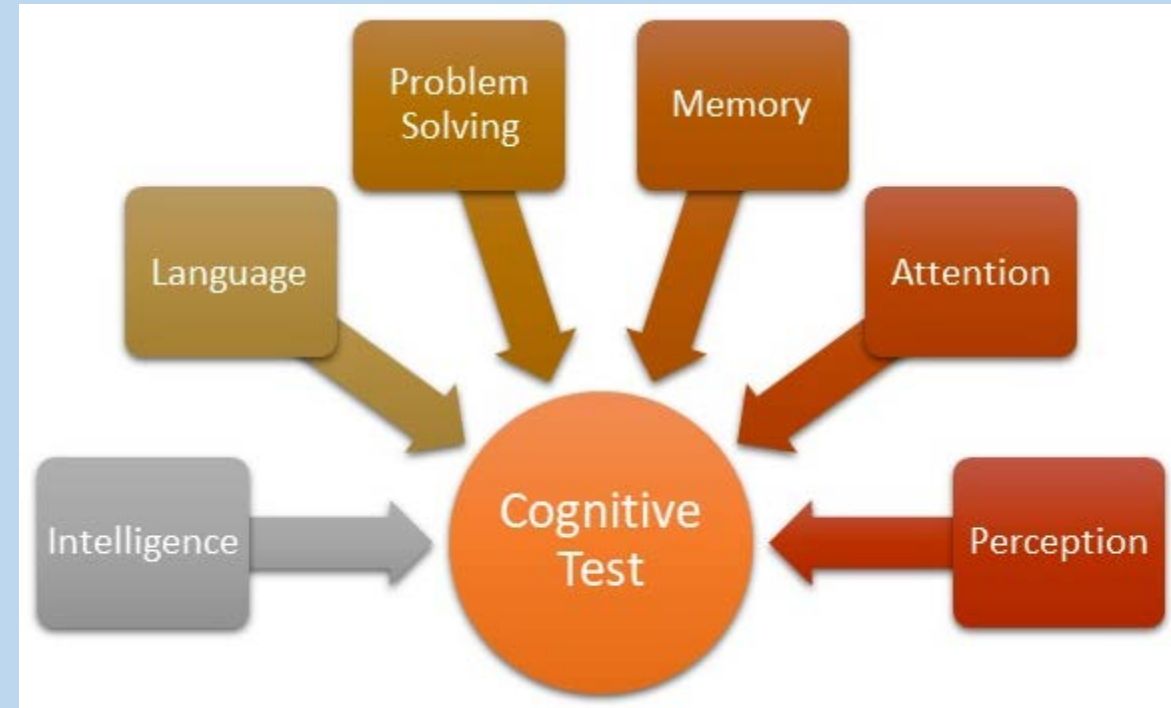 Problem
Solving
Memory
Language
Attention
Intelligence
Cognitive
Test
Perception